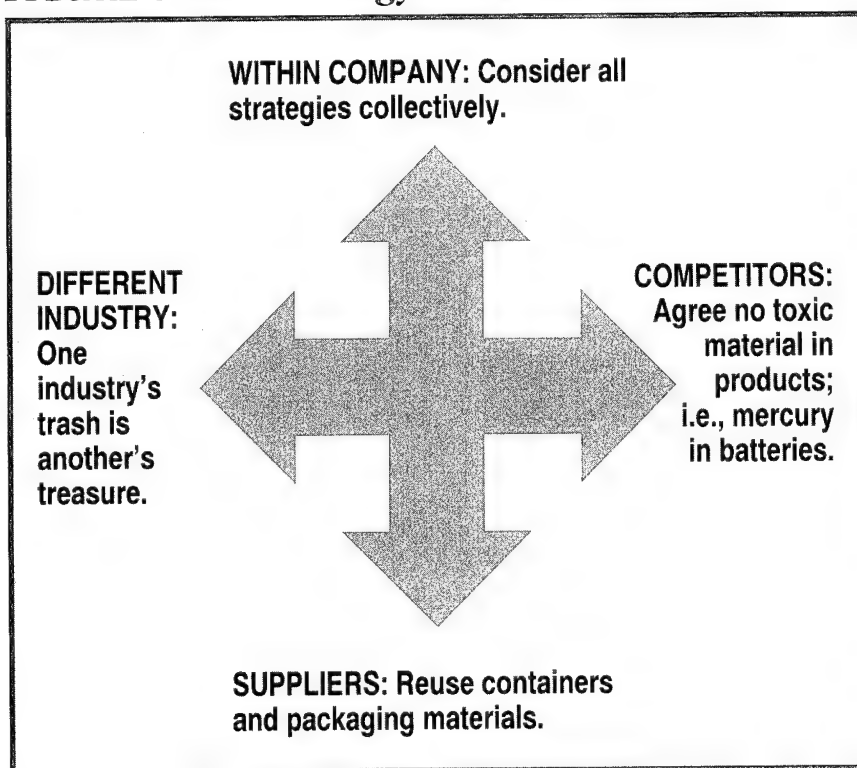 WITHIN COMPANY: Consider all
strategies collectively.
DIFFERENT
INDUSTRY:
One
industry's
trash is
another's
treasure.
COMPETITORS:
Agree no toxic
material in
products;
i.e., mercury
in batteries.
SUPPLIERS: Reuse containers
and packaging materials.